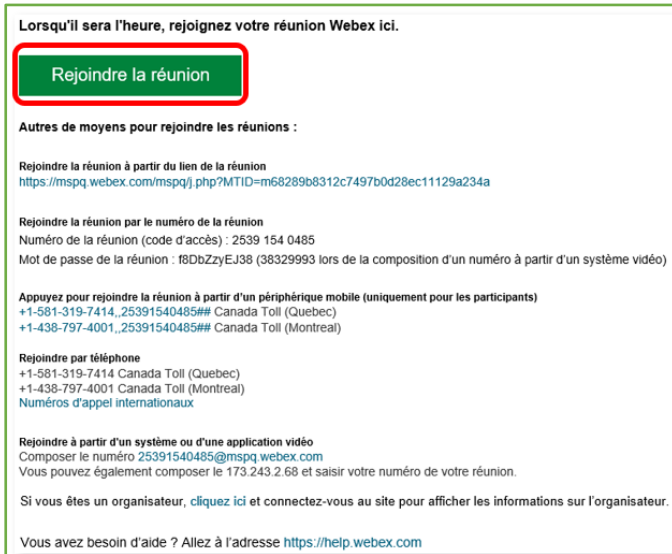 Lorsqu'il sera l'heure, rejoignez votre réunion Webex ici.
Rejoindre la réunion
Autres de moyens pour rejoindre les réunions :
Rejoindre la réunion à partir du lien de la réunion
https://mspq.webex.com/mspq/j.php?MTID=m68289b8312c7497b0d28ec11129a234a
Rejoindre la réunion par le numéro de la réunion
Numéro de la réunion (code d'accès) : 2539 154 0485
Mot de passe de la réunion : f8DbZzyEJ38 (38329993 lors de la composition d'un numéro à partir d'un système vidéo)
Appuyez pour rejoindre la réunion à partir d'un périphérique mobile (uniquement pour les participants)
+1-581-319-7414,,25391540485## Canada Toll (Quebec)
+1-438-797-4001,,25391540485## Canada Toll (Montreal)
Rejoindre par téléphone
+1-581-319-7414 Canada Toll (Quebec)
+1-438-797-4001 Canada Toll (Montreal)
Numéros d'appel internationaux
Rejoindre à partir d'un système ou d'une application vidéo
Composer le numéro 25391540485@mspq.webex.com
Vous pouvez également composer le 173.243.2.68 et saisir votre numéro de votre réunion.
Si vous êtes un organisateur, cliquez ici et connectez-vous au site pour afficher les informations sur l'organisateur.
Vous avez besoin d'aide ? Allez à l'adresse https://help.webex.com